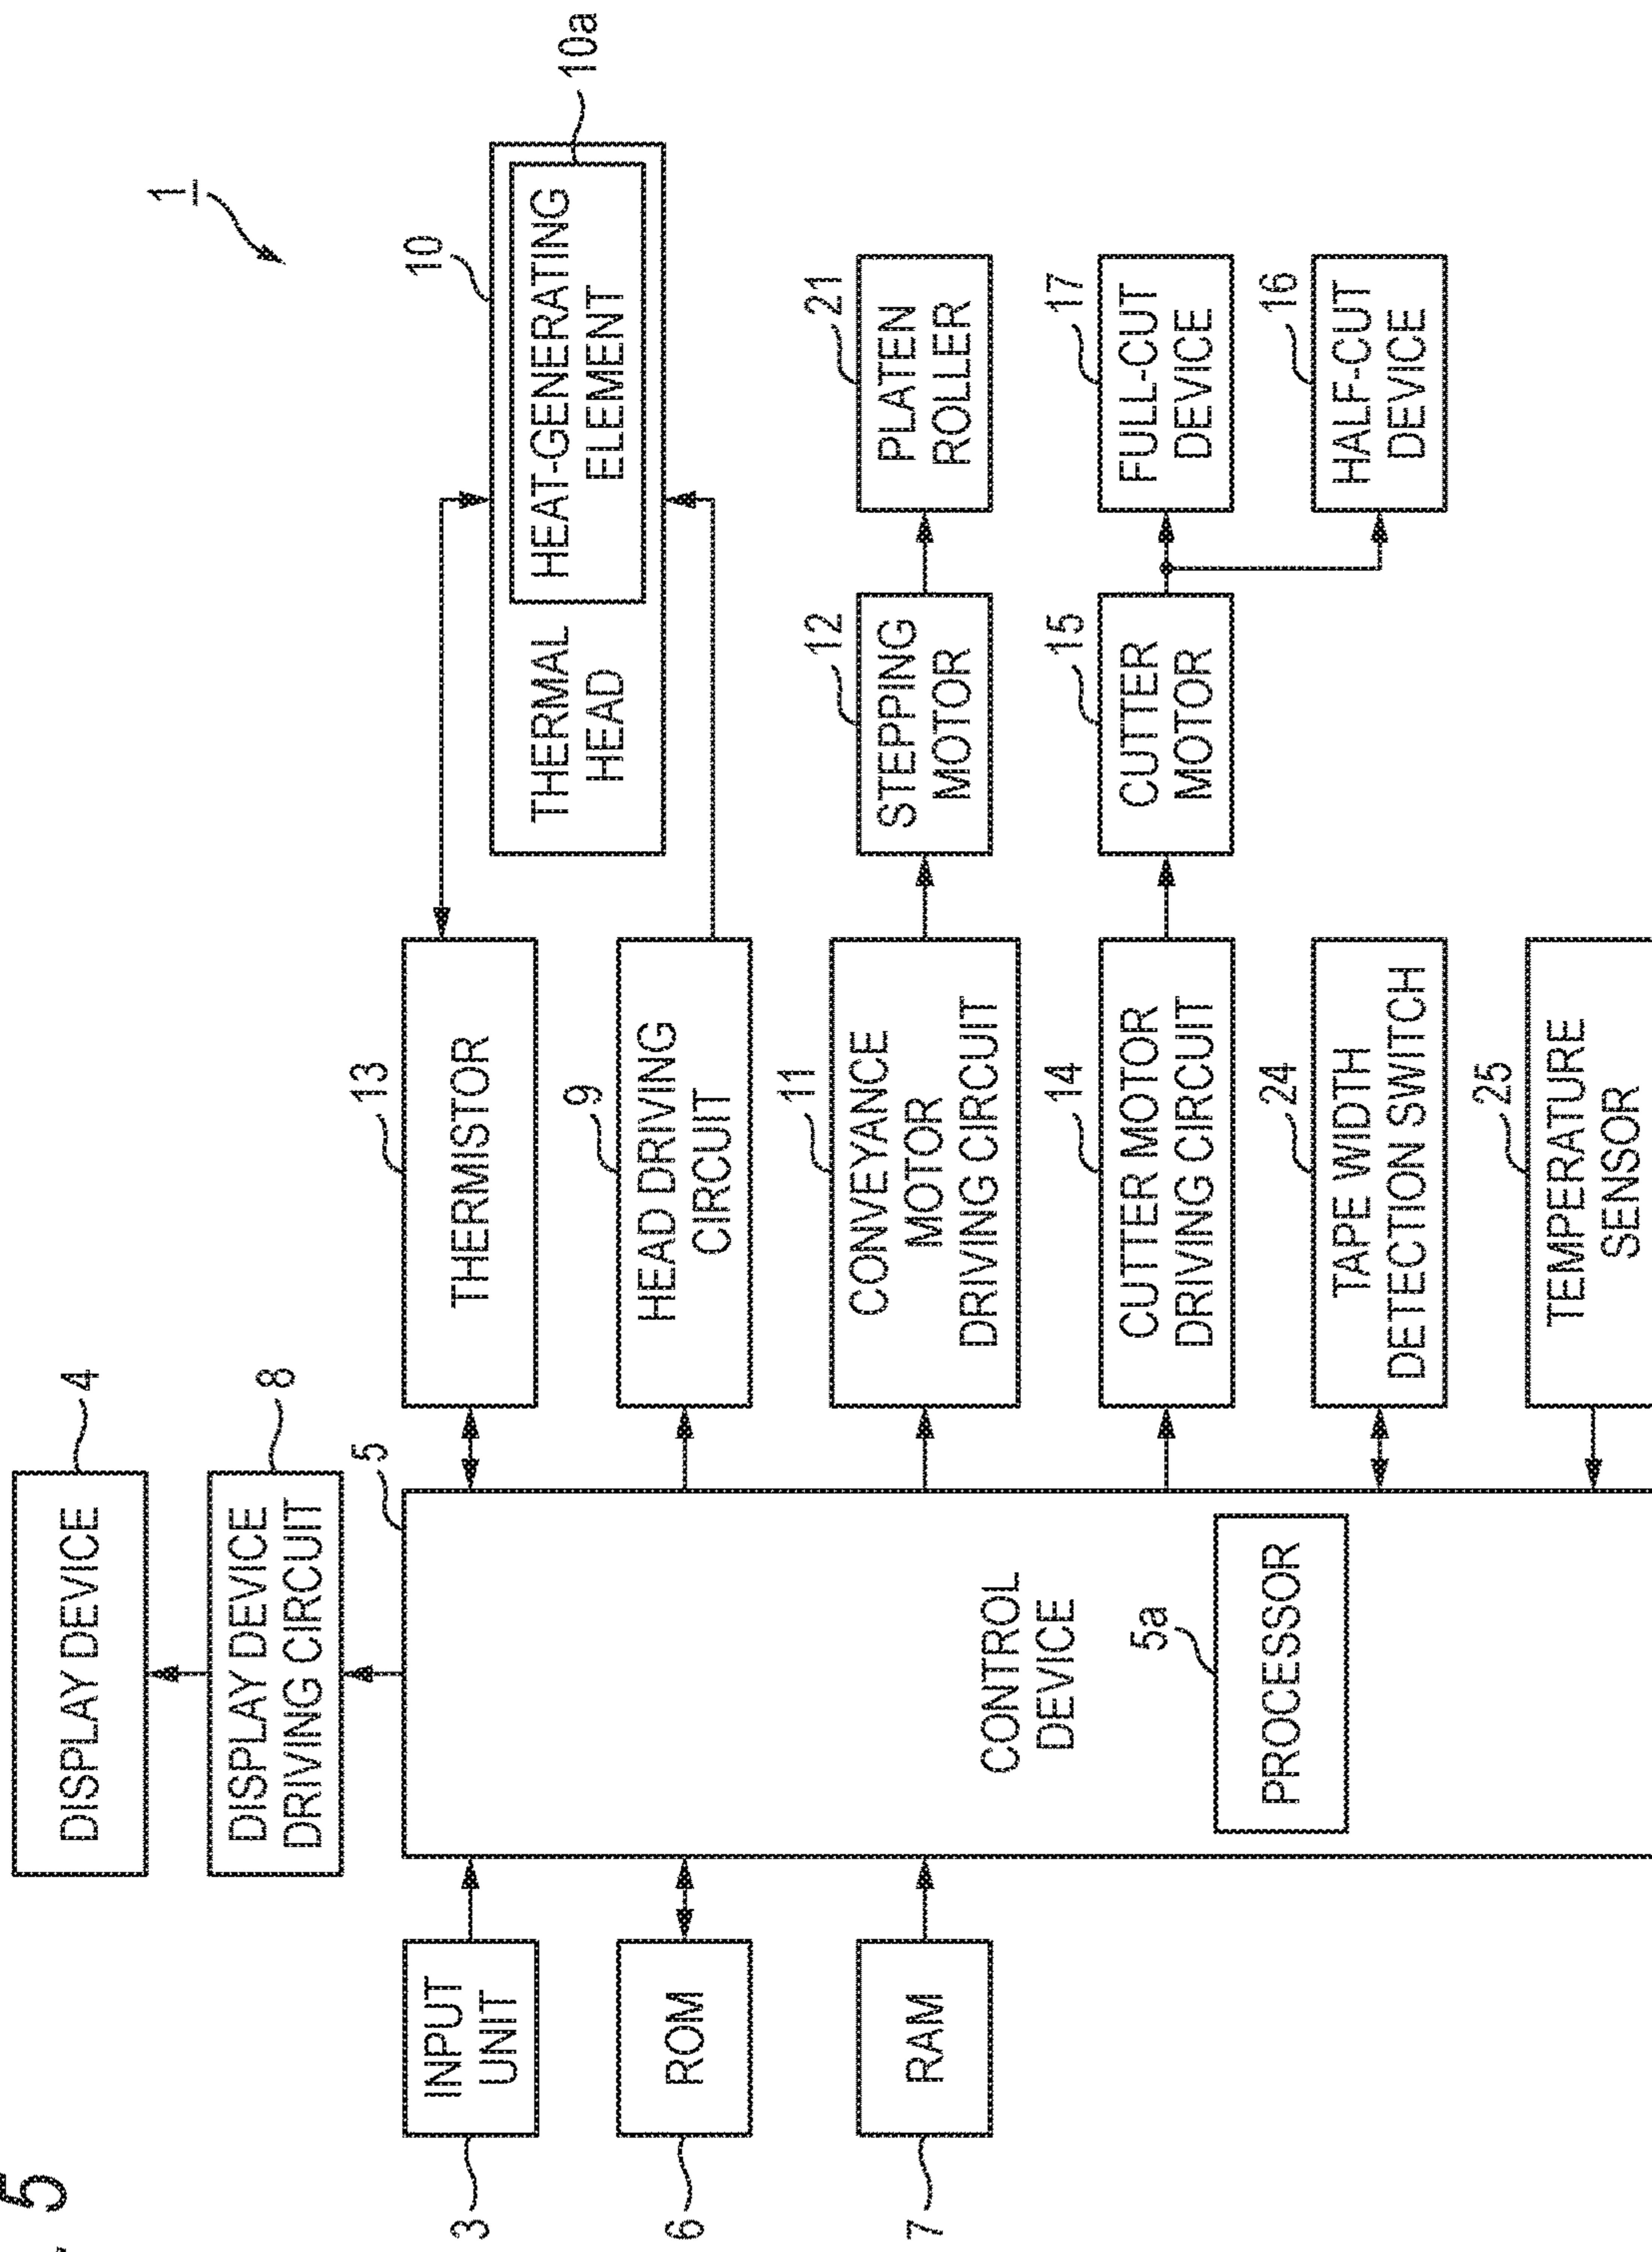 5
1
DISPLAY DEVICE
4
DISPLAY DEVICE
DRIVING CIRCUIT
8
5
CONTROL
DEVICE
5a
PROCESSOR
INPUT
UNIT
3
ROM
6
RAM
7
13
THERMISTOR
9
HEAD DRIVING
CIRCUIT
10
THERMAL
HEAD
HEAT-GENERATING
ELEMENT
10a
11
CONVEYANCE
MOTOR
DRIVING CIRCUIT
12
STEPPING
MOTOR
21
PLATEN
ROLLER
14
CUTTER MOTOR
DRIVING CIRCUIT
15
CUTTER
MOTOR
17
FULL-CUT
DEVICE
16
HALF-CUT
DEVICE
24
TAPE WIDTH
DETECTION SWITCH
25
TEMPERATURE
SENSOR